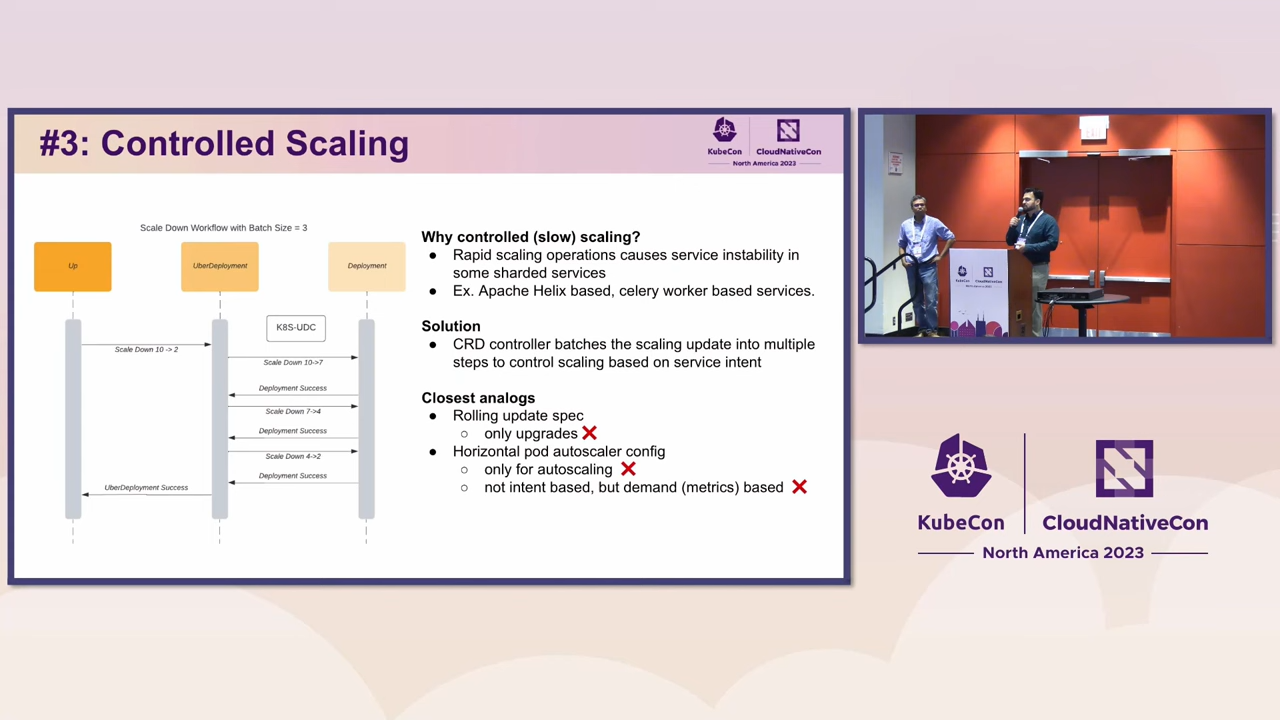 #3: Controlled Scaling
KubeCon
CloudNativeCon
North America 2023
Scale Down Workflow with Batch Size = 3
Up
UberDeployment
Deployment
K8S-UDC
Scale Down 10 -> 2
Scale Down 10->7
Deployment Success
Scale Down 7->4
Deployment Success
Scale Down 4->2
Deployment Success
UberDeployment Success
Why controlled (slow) scaling?
● Rapid scaling operations causes service instability in
some sharded services
● Ex. Apache Helix based, celery worker based services.
Solution
● CRD controller batches the scaling update into multiple
steps to control scaling based on service intent
Closest analogs
● Rolling update spec
○ only upgrades ❌
● Horizontal pod autoscaler config
○ only for autoscaling ❌
○ not intent based, but demand (metrics) based ❌
KubeCon
CloudNativeCon
North America 2023